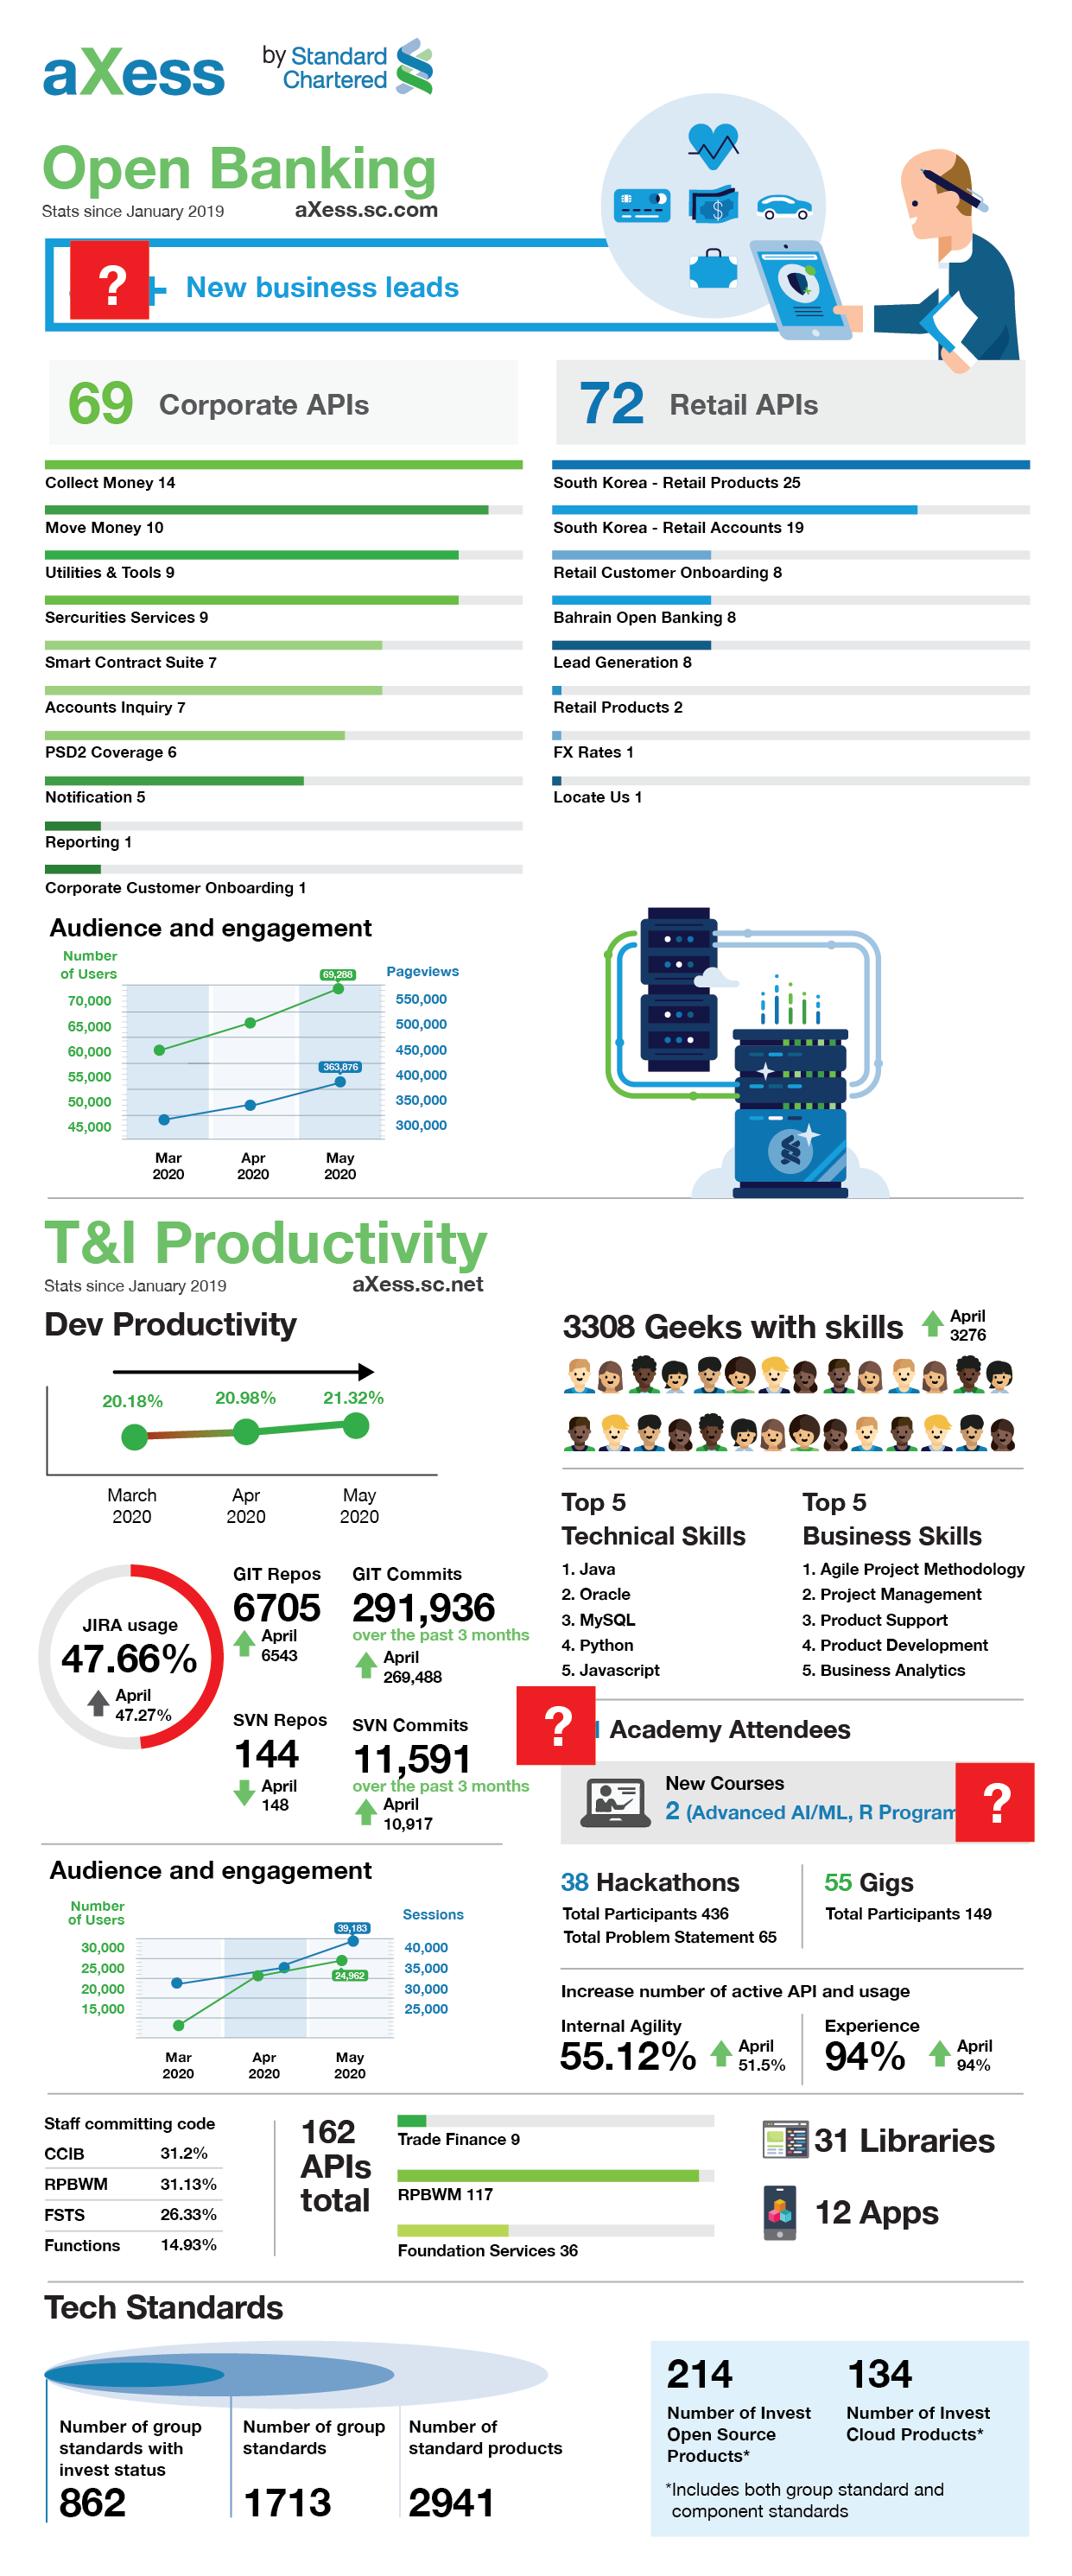 aXess
by Standard
Chartered
Open Banking
Stats since January 2019
aXess.sc.com
? + New business leads
69 Corporate APIs
Collect Money 14
Move Money 10
Utilities & Tools 9
Sercurities Services 9
Smart Contract Suite 7
Accounts Inquiry 7
PSD2 Coverage 6
Notification 5
Reporting 1
Corporate Customer Onboarding 1
72 Retail APIs
South Korea - Retail Products 25
South Korea - Retail Accounts 19
Retail Customer Onboarding 8
Bahrain Open Banking 8
Lead Generation 8
Retail Products 2
FX Rates 1
Locate Us 1
Audience and engagement
Number
of Users
70,000
65,000
60,000
55,000
50,000
45,000
69,288
363,876
Pageviews
550,000
500,000
450,000
400,000
350,000
300,000
Mar
2020
Apr
2020
May
2020
T&I Productivity
Stats since January 2019
aXess.sc.net
Dev Productivity
20.18%
20.98%
21.32%
March
2020
Apr
2020
May
2020
JIRA usage
47.66%
April
47.27%
GIT Repos
6705
April
6543
GIT Commits
291,936
over the past 3 months
April
269,488
SVN Repos
144
April
148
SVN Commits
11,591
over the past 3 months
April
10,917
3308 Geeks with skills
April
3276
Top 5
Technical Skills
1. Java
2. Oracle
3. MySQL
4. Python
5. Javascript
Top 5
Business Skills
1. Agile Project Methodology
2. Project Management
3. Product Support
4. Product Development
5. Business Analytics
? Academy Attendees
New Courses
2 (Advanced AI/ML, R Program ?
38 Hackathons
Total Participants 436
Total Problem Statement 65
55 Gigs
Total Participants 149
Increase number of active API and usage
Internal Agility
55.12%
April
51.5%
Experience
94%
April
94%
Audience and engagement
Number
of Users
30,000
25,000
20,000
15,000
39,183
24,962
Sessions
40,000
35,000
30,000
25,000
Mar
2020
Apr
2020
May
2020
Staff committing code
CCIB 31.2%
RPBWM 31.13%
FSTS 26.33%
Functions 14.93%
162
APIs
total
Trade Finance 9
RPBWM 117
Foundation Services 36
31 Libraries
12 Apps
Tech Standards
Number of group
standards with
invest status
862
Number of group
standards
1713
Number of
standard products
2941
214
Number of Invest
Open Source
Products*
134
Number of Invest
Cloud Products*
*Includes both group standard and
component standards